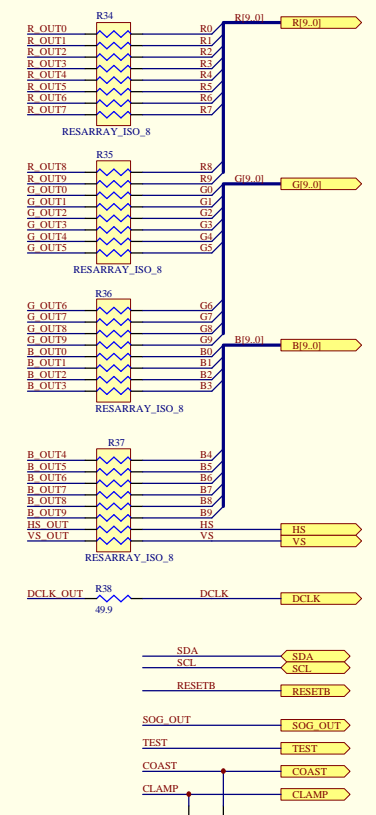 R34
R[9..0]
R_OUT0 R0 R[9..0]
R_OUT1 R1
R_OUT2 R2
R_OUT3 R3
R_OUT4 R4
R_OUT5 R5
R_OUT6 R6
R_OUT7 R7
RESARRAY_ISO_8
R35
R_OUT8 R8
R_OUT9 R9 G[9..0] G[9..0]
G_OUT0 G0
G_OUT1 G1
G_OUT2 G2
G_OUT3 G3
G_OUT4 G4
G_OUT5 G5
RESARRAY_ISO_8
R36
G_OUT6 G6
G_OUT7 G7
G_OUT8 G8
G_OUT9 G9 B[9..0] B[9..0]
B_OUT0 B0
B_OUT1 B1
B_OUT2 B2
B_OUT3 B3
RESARRAY_ISO_8
R37
B_OUT4 B4
B_OUT5 B5
B_OUT6 B6
B_OUT7 B7
B_OUT8 B8
B_OUT9 B9
HS_OUT HS HS
VS_OUT VS VS
RESARRAY_ISO_8
R38
DCLK_OUT DCLK DCLK
49.9
SDA SDA
SCL SCL
RESETB RESETB
SOG_OUT SOG_OUT
TEST TEST
COAST COAST
CLAMP CLAMP